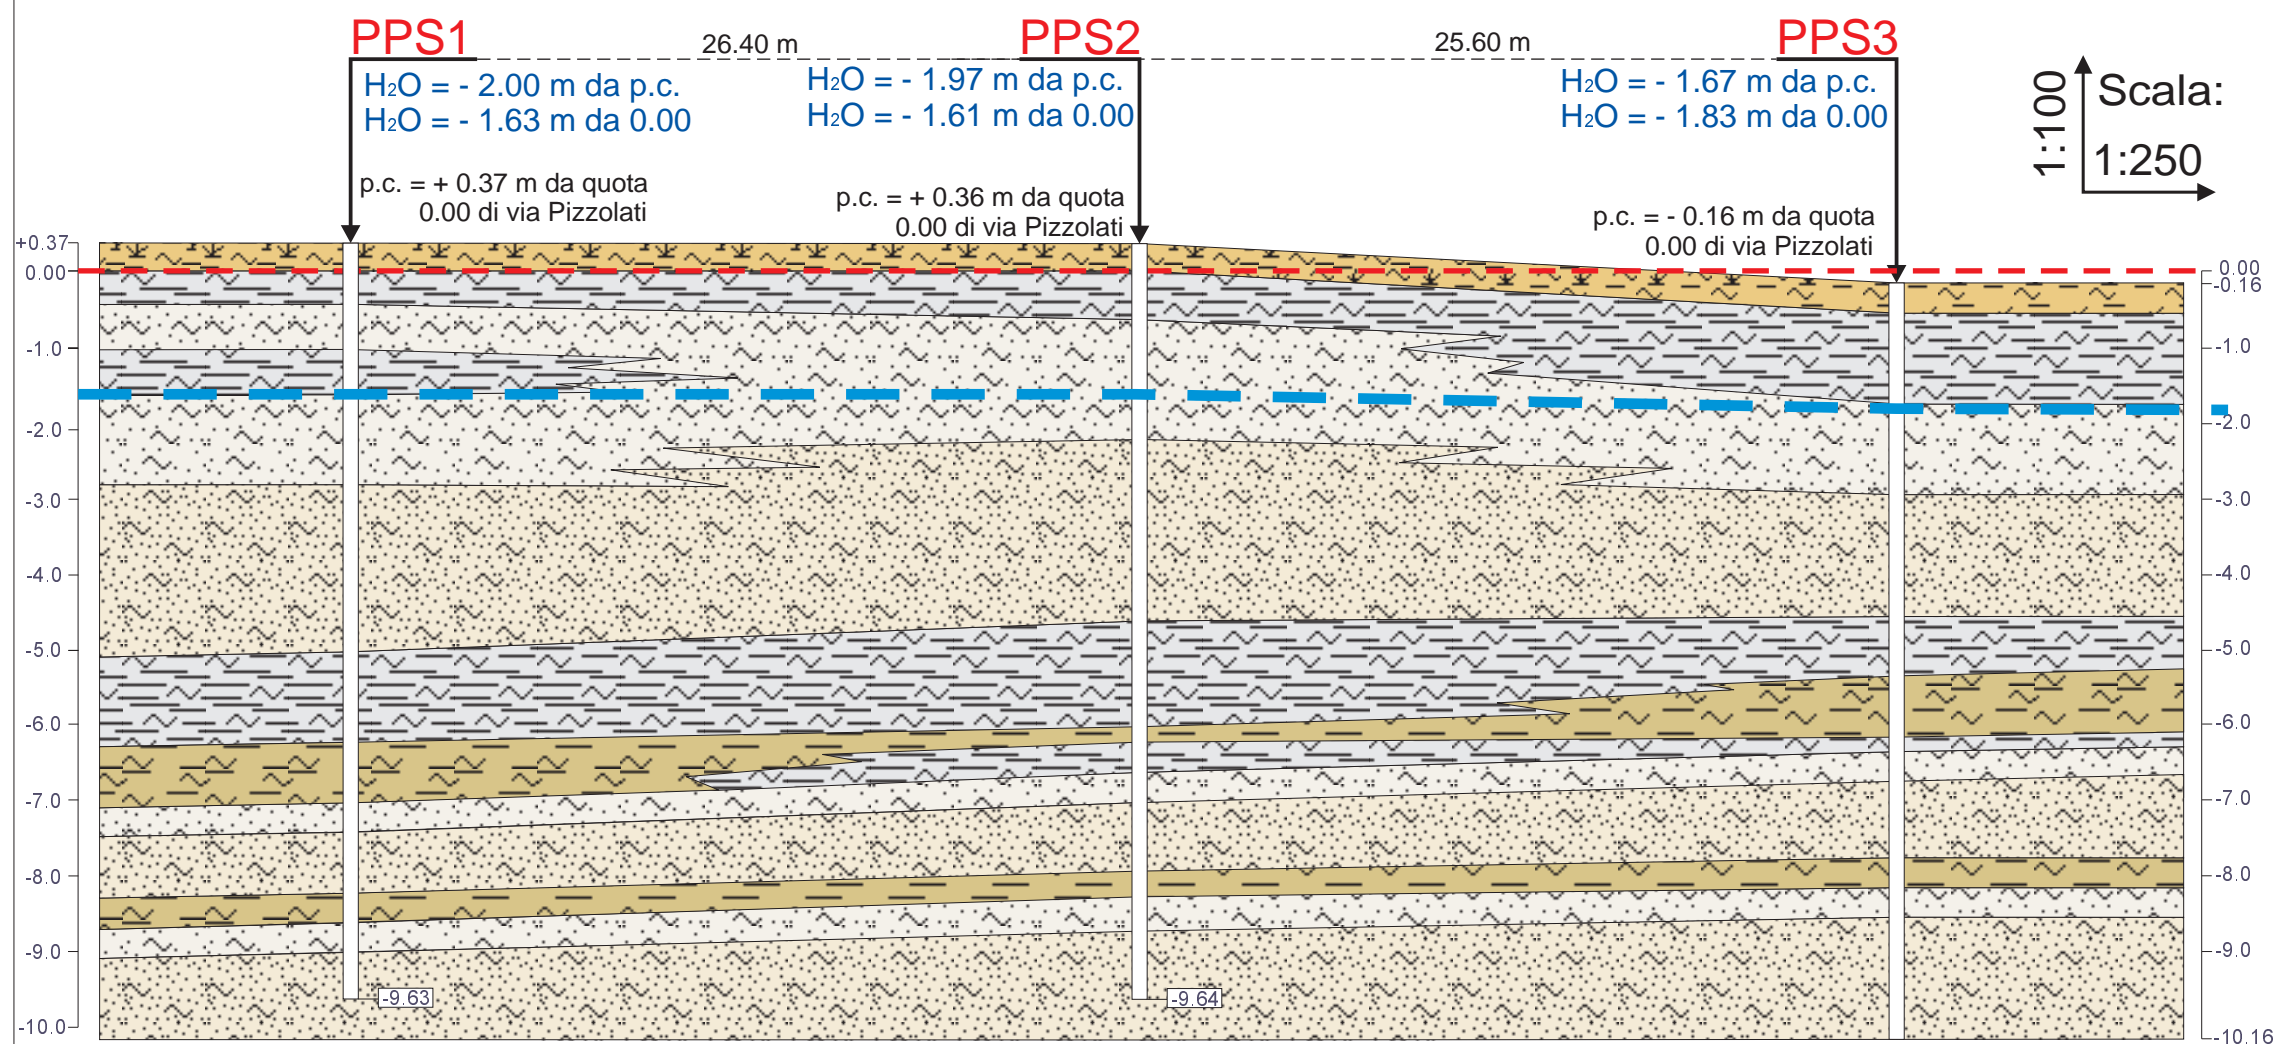 PPS1
26.40 m
PPS2
25.60 m
PPS3
H₂O = - 2.00 m da p.c.
H₂O = - 1.63 m da 0.00
H₂O = - 1.97 m da p.c.
H₂O = - 1.61 m da 0.00
H₂O = - 1.67 m da p.c.
H₂O = - 1.83 m da 0.00
1:100
Scala:
1:250
p.c. = + 0.37 m da quota
0.00 di via Pizzolati
p.c. = + 0.36 m da quota
0.00 di via Pizzolati
p.c. = - 0.16 m da quota
0.00 di via Pizzolati
+0.37
0.00
-1.0
-2.0
-3.0
-4.0
-5.0
-6.0
-7.0
-8.0
-9.0
-10.0
-9.63
-9.64
0.00
-0.16
-1.0
-2.0
-3.0
-4.0
-5.0
-6.0
-7.0
-8.0
-9.0
-10.16